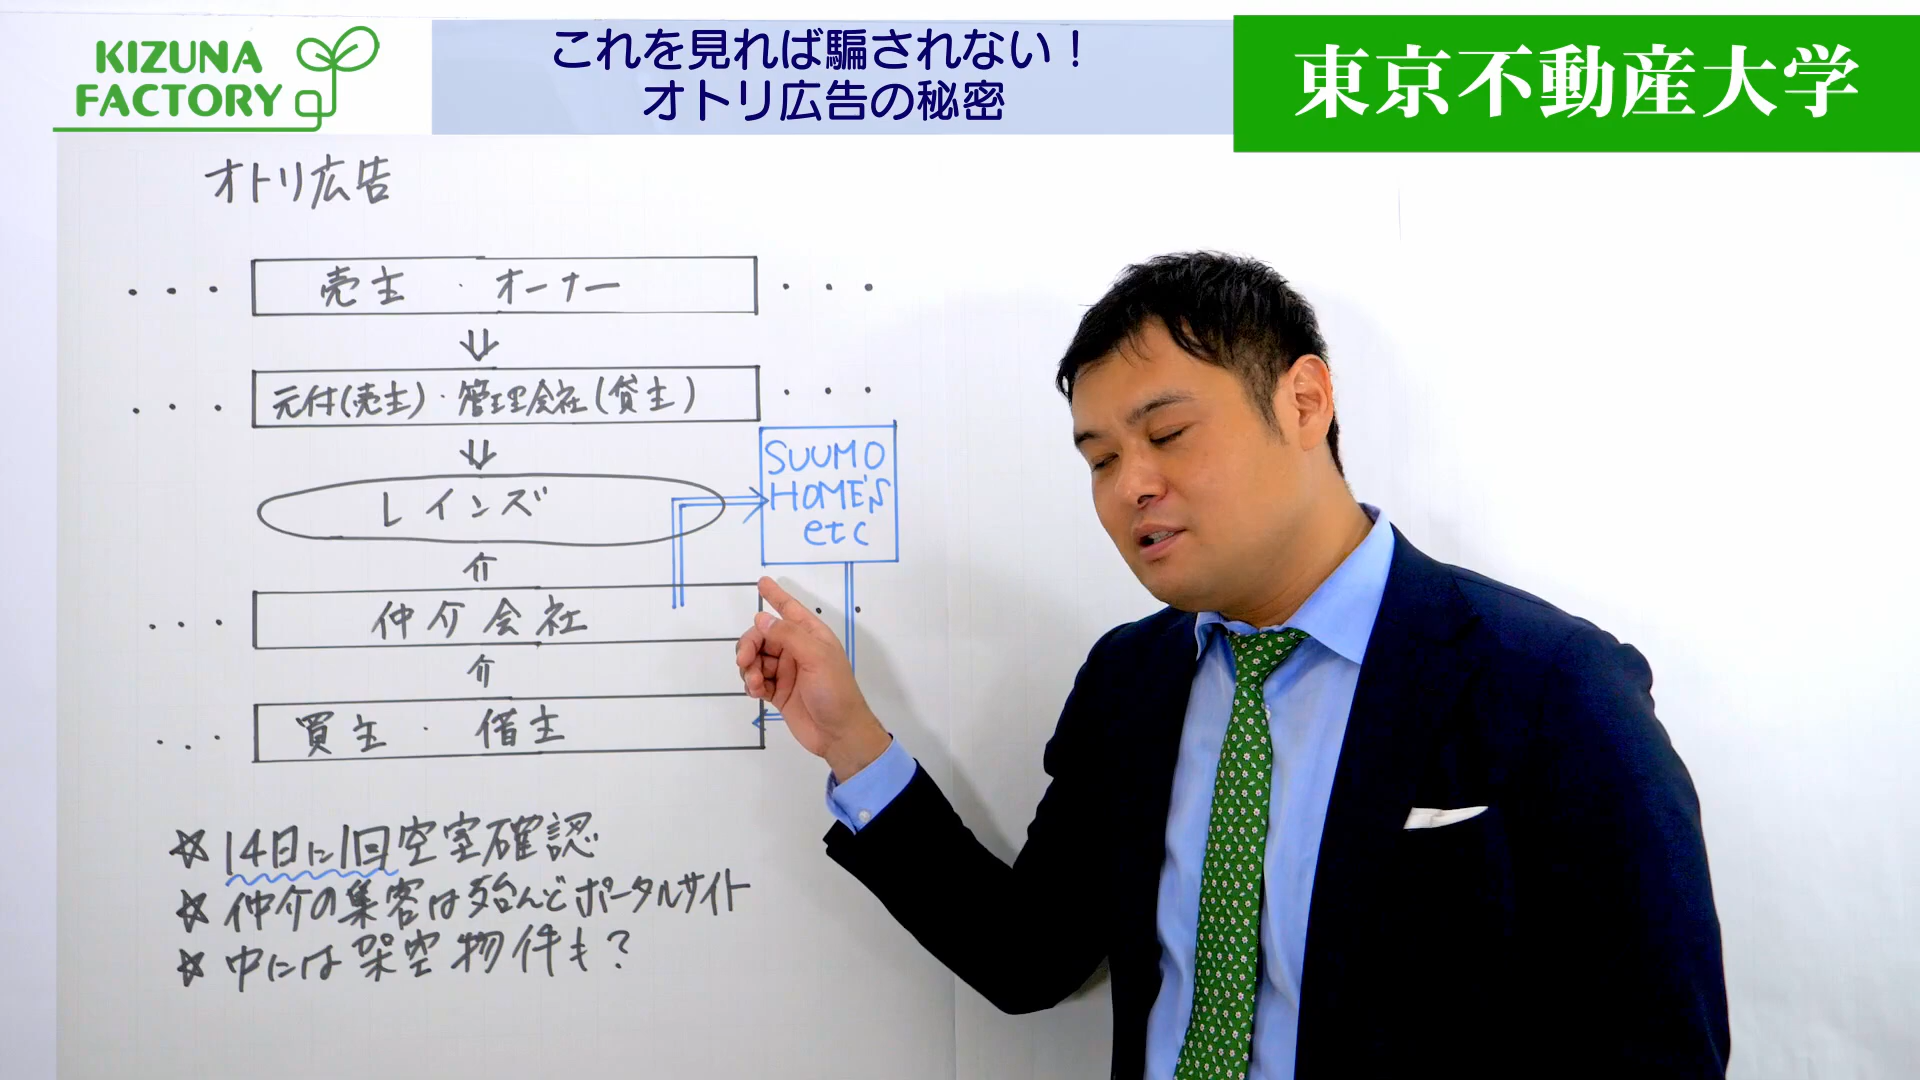 KIZUNA
FACTORY
これを見れば騙されない！
オトリ広告の秘密
東京不動産大学
オトリ広告
・・・ 売主 ・ オーナー ・・・
・・・ 元付(売主)・管理会社(貸主) ・・・
SUUMO
HOME'S
etc
レインズ
・・・ 仲介会社 ・・
・・・ 買主 ・ 借主
☆ 14日に1回空室確認
☆ 仲介の集客は殆んどポータルサイト
☆ 中には架空物件も？